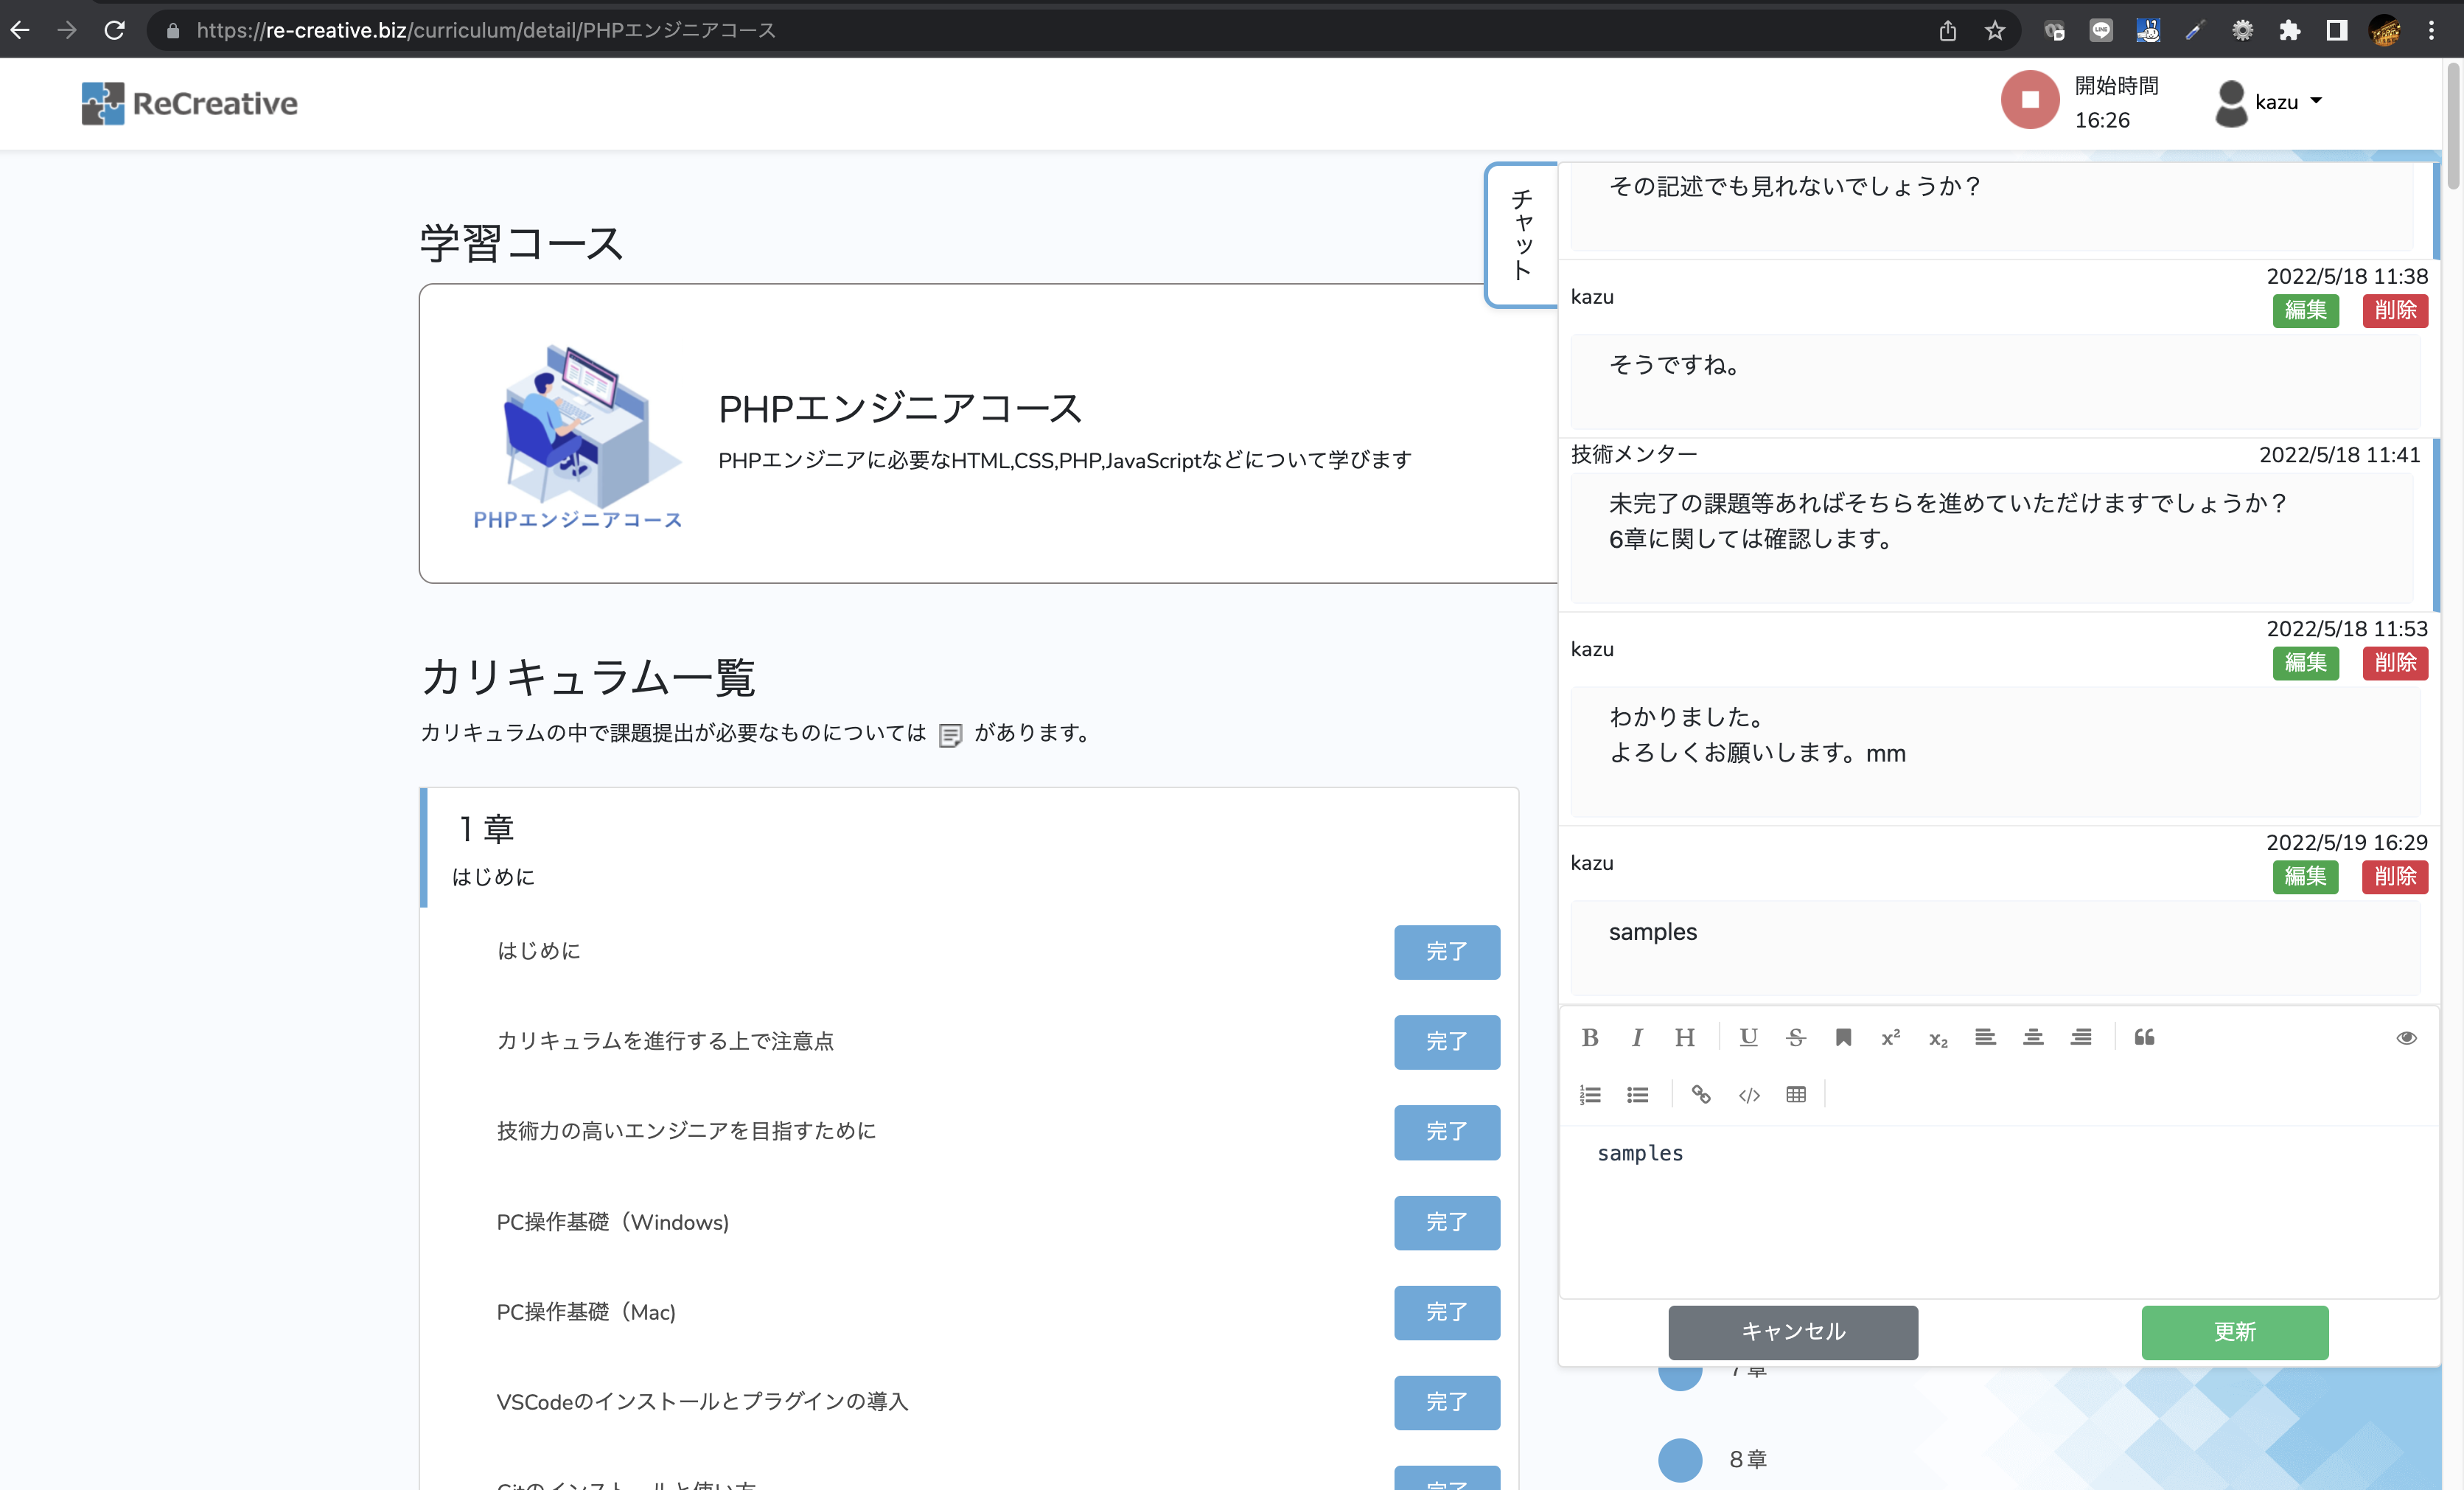 https://re-creative.biz/curriculum/detail/PHPエンジニアコース
ReCreative
開始時間
16:26
kazu
学習コース
PHPエンジニアコース
PHPエンジニアに必要なHTML,CSS,PHP,JavaScriptなどについて学びます
PHPエンジニアコース
カリキュラム一覧
カリキュラムの中で課題提出が必要なものについては があります。
1 章
はじめに
はじめに
完了
カリキュラムを進行する上で注意点
完了
技術力の高いエンジニアを目指すために
完了
PC操作基礎（Windows)
完了
PC操作基礎（Mac)
完了
VSCodeのインストールとプラグインの導入
完了
Gitのインストールと使い方
完了
チャット
その記述でも見れないでしょうか？
2022/5/18 11:38
kazu
編集 削除
そうですね。
技術メンター 2022/5/18 11:41
未完了の課題等あればそちらを進めていただけますでしょうか？
6章に関しては確認します。
2022/5/18 11:53
kazu
編集 削除
わかりました。
よろしくお願いします。mm
2022/5/19 16:29
kazu
編集 削除
samples
samples
キャンセル 更新
7 章
8 章